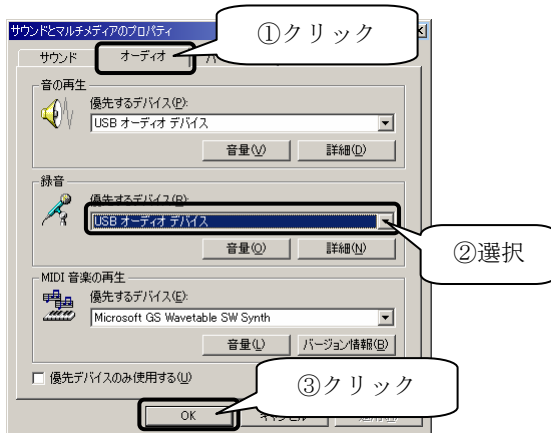 サウンドとマルチメディアのプロパティ
①クリック
サウンド
オーディオ
音の再生
優先するデバイス(P):
USB オーディオ デバイス
音量(V)
詳細(D)
録音
優先するデバイス(R):
USB オーディオ デバイス
②選択
音量(O)
詳細(N)
MIDI 音楽の再生
優先するデバイス(E):
Microsoft GS Wavetable SW Synth
音量(L)
バージョン情報(B)
優先デバイスのみ使用する(U)
③クリック
OK